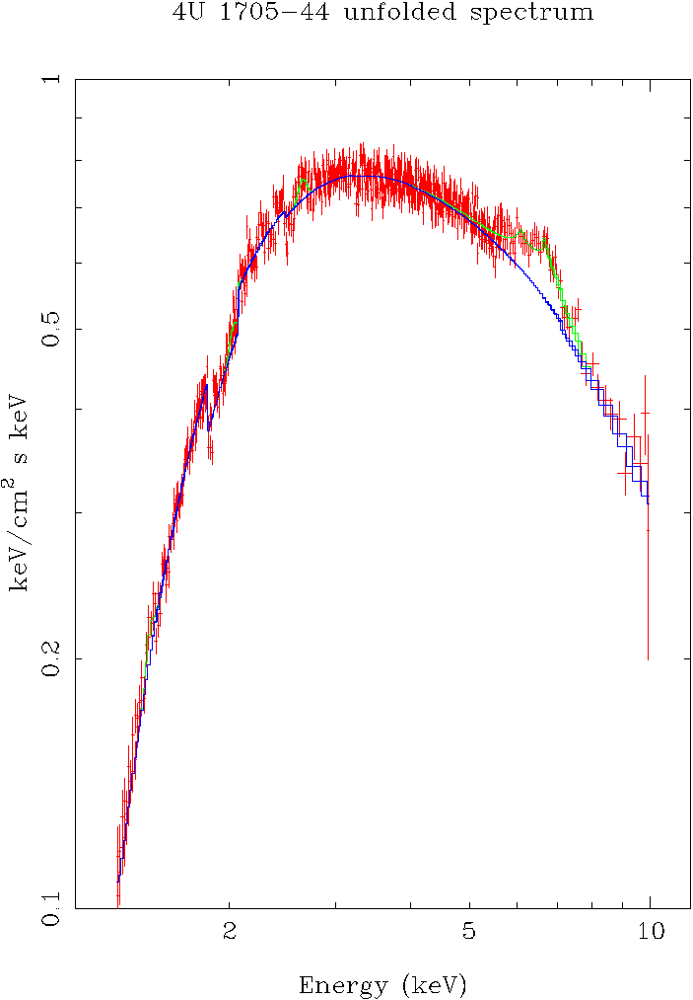 4U 1705−44 unfolded spectrum
1
0.5
0.2
0.1
keV/cm² s keV
2
5
10
Energy (keV)